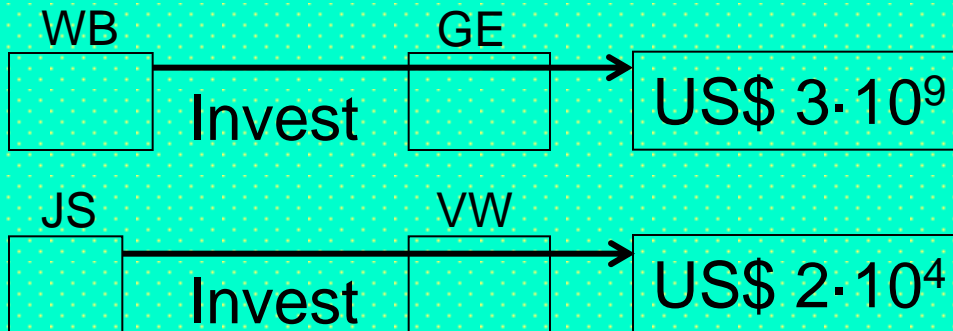 WB GE
Invest US$ 3·10⁹
JS VW
Invest US$ 2·10⁴